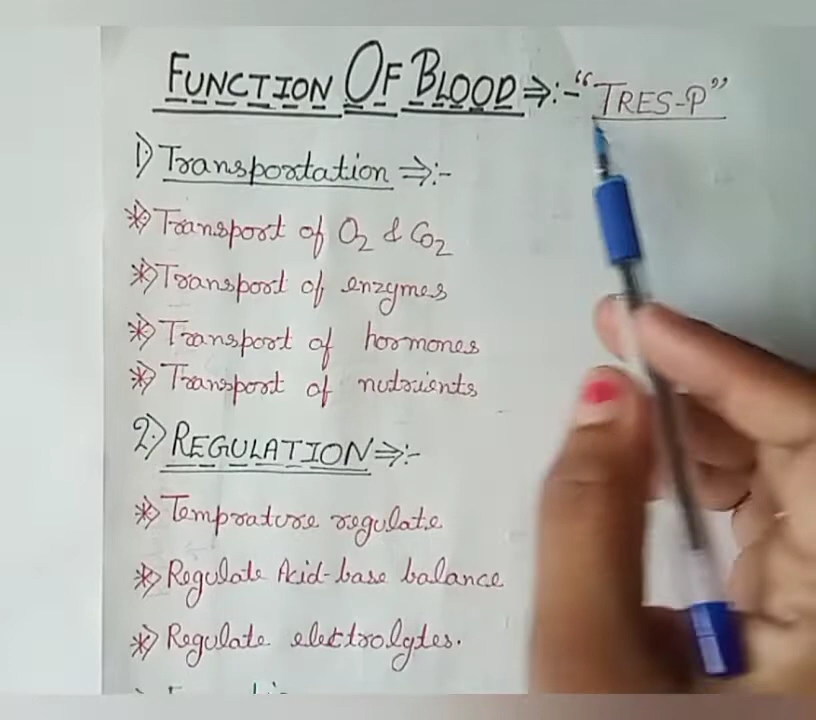 FUNCTION OF BLOOD ⇒:- “TRES-P”
1) Transportation ⇒:-
*) Transport of O2 & CO2
*) Transport of enzymes
*) Transport of hormones
*) Transport of nutrients
2.) REGULATION ⇒:-
*) Temprature regulate
*) Regulate Acid-base balance
*) Regulate electrolytes.